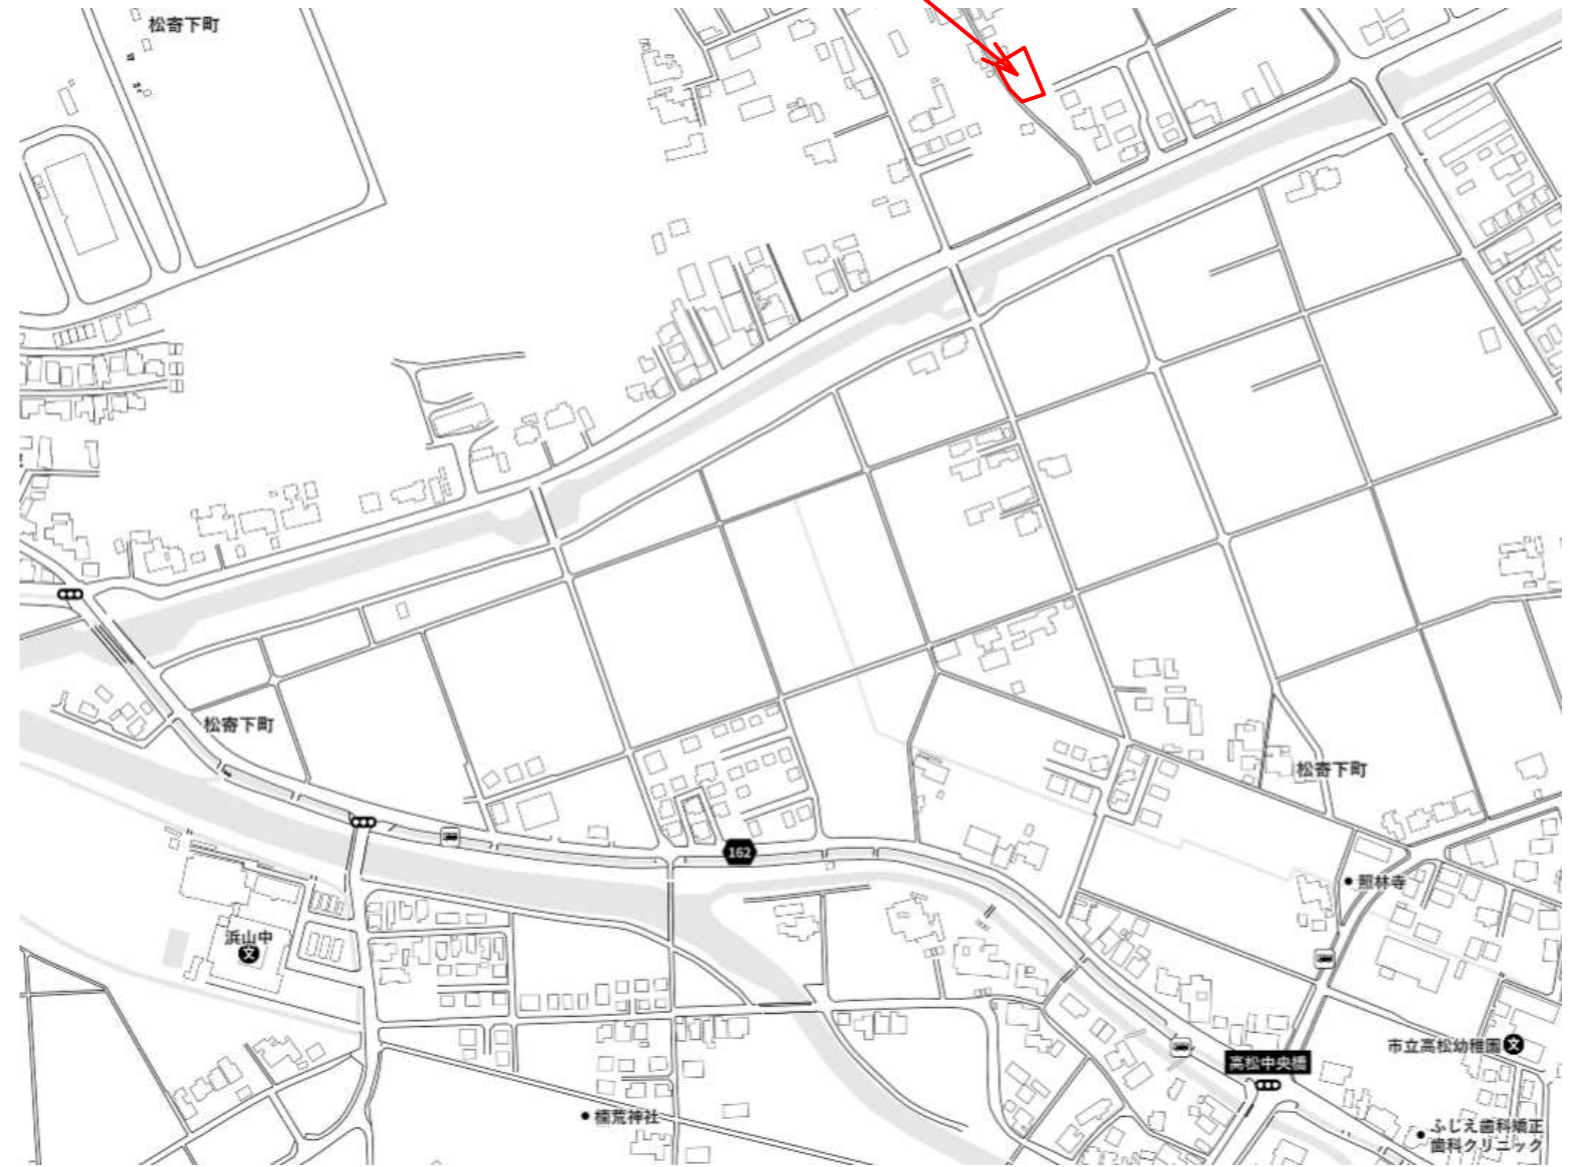 松寄下町
松寄下町
松寄下町
162
照林寺
浜山中
文
市立高松幼稚園
文
高松中央橋
楯荒神社
ふじえ歯科矯正
歯科クリニック